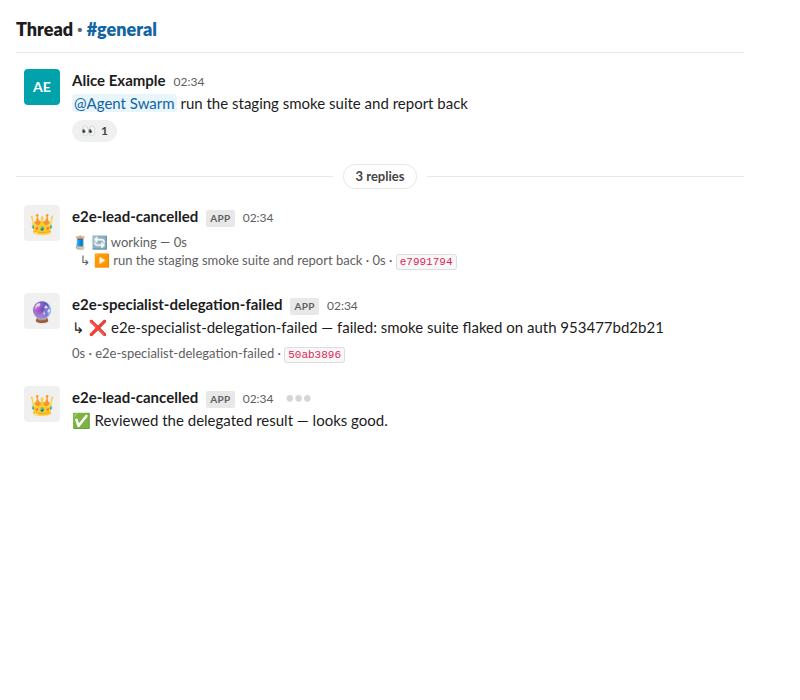 Thread • #general
AE
Alice Example 02:34
@Agent Swarm run the staging smoke suite and report back
👀 1
3 replies
e2e-lead-cancelled APP 02:34
🧵 🔄 working — 0s
↳ ▶️ run the staging smoke suite and report back · 0s · e7991794
e2e-specialist-delegation-failed APP 02:34
↳ ❌ e2e-specialist-delegation-failed — failed: smoke suite flaked on auth 953477bd2b21
0s · e2e-specialist-delegation-failed · 50ab3896
e2e-lead-cancelled APP 02:34
✅ Reviewed the delegated result — looks good.